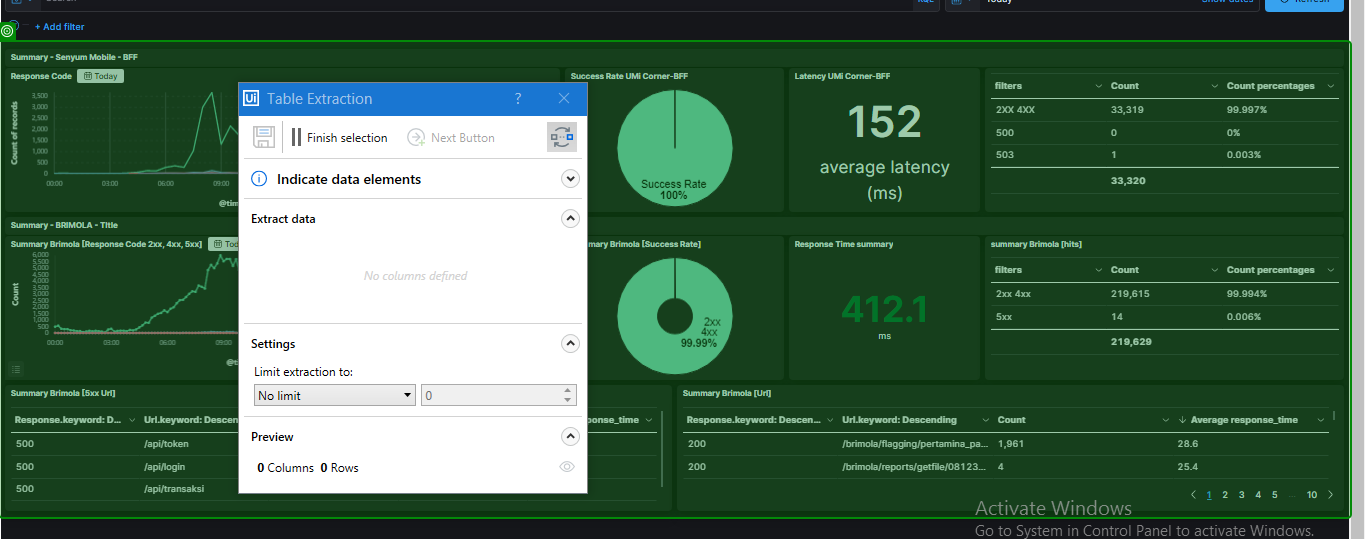 Search
KQL
Today
Show dates
Refresh
+ Add filter
Summary - Senyum Mobile - BFF
Response Code
Today
Count of records
3,500
3,000
2,500
2,000
1,500
1,000
500
0
00:00
03:00
06:00
09:00
@tim
Success Rate UMi Corner-BFF
Success Rate
100%
Latency UMi Corner-BFF
152
average latency
(ms)
filters Count Count percentages
2XX 4XX 33,319 99.997%
500 0 0%
503 1 0.003%
33,320
Ui Table Extraction ?
Finish selection Next Button
Indicate data elements
Extract data
No columns defined
Settings
Limit extraction to:
No limit 0
Preview
0 Columns 0 Rows
Summary - BRIMOLA - Title
Summary Brimola [Response Code 2xx, 4xx, 5xx]
Tod
Count
6,000
5,500
5,000
4,500
4,000
3,500
3,000
2,500
2,000
1,500
1,000
500
0
00:00
03:00
06:00
09:00
@ti
mary Brimola [Success Rate]
2xx
4xx
99.99%
Response Time summary
412.1
ms
summary Brimola [hits]
filters Count Count percentages
2xx 4xx 219,615 99.994%
5xx 14 0.006%
219,629
Summary Brimola [5xx Url]
Response.keyword: D... Url.keyword: Descen ponse_time
500 /api/token
500 /api/login
500 /api/transaksi
Summary Brimola [Url]
Response.keyword: Descen... Url.keyword: Descending Count Average response_time
200 /brimola/flagging/pertamina_pa... 1,961 28.6
200 /brimola/reports/getfile/08123... 4 25.4
1 2 3 4 5 ... 10
Activate Windows
Go to System in Control Panel to activate Windows.